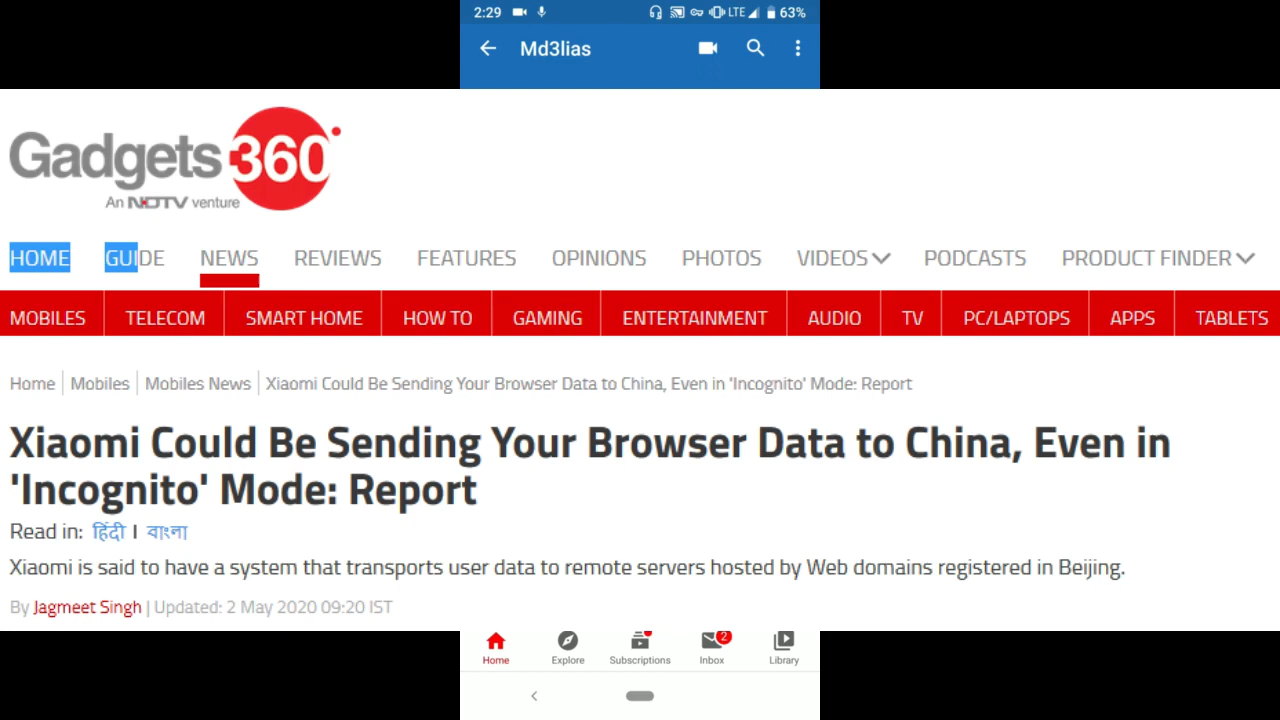 2:29 LTE 63%
Md3lias
Gadgets 360
An NDTV venture
HOME GUIDE NEWS REVIEWS FEATURES OPINIONS PHOTOS VIDEOS PODCASTS PRODUCT FINDER
MOBILES TELECOM SMART HOME HOW TO GAMING ENTERTAINMENT AUDIO TV PC/LAPTOPS APPS TABLETS
Home Mobiles Mobiles News Xiaomi Could Be Sending Your Browser Data to China, Even in 'Incognito' Mode: Report
Xiaomi Could Be Sending Your Browser Data to China, Even in
'Incognito' Mode: Report
Read in: हिंदी | বাংলা
Xiaomi is said to have a system that transports user data to remote servers hosted by Web domains registered in Beijing.
By Jagmeet Singh | Updated: 2 May 2020 09:20 IST
2
Home Explore Subscriptions Inbox Library